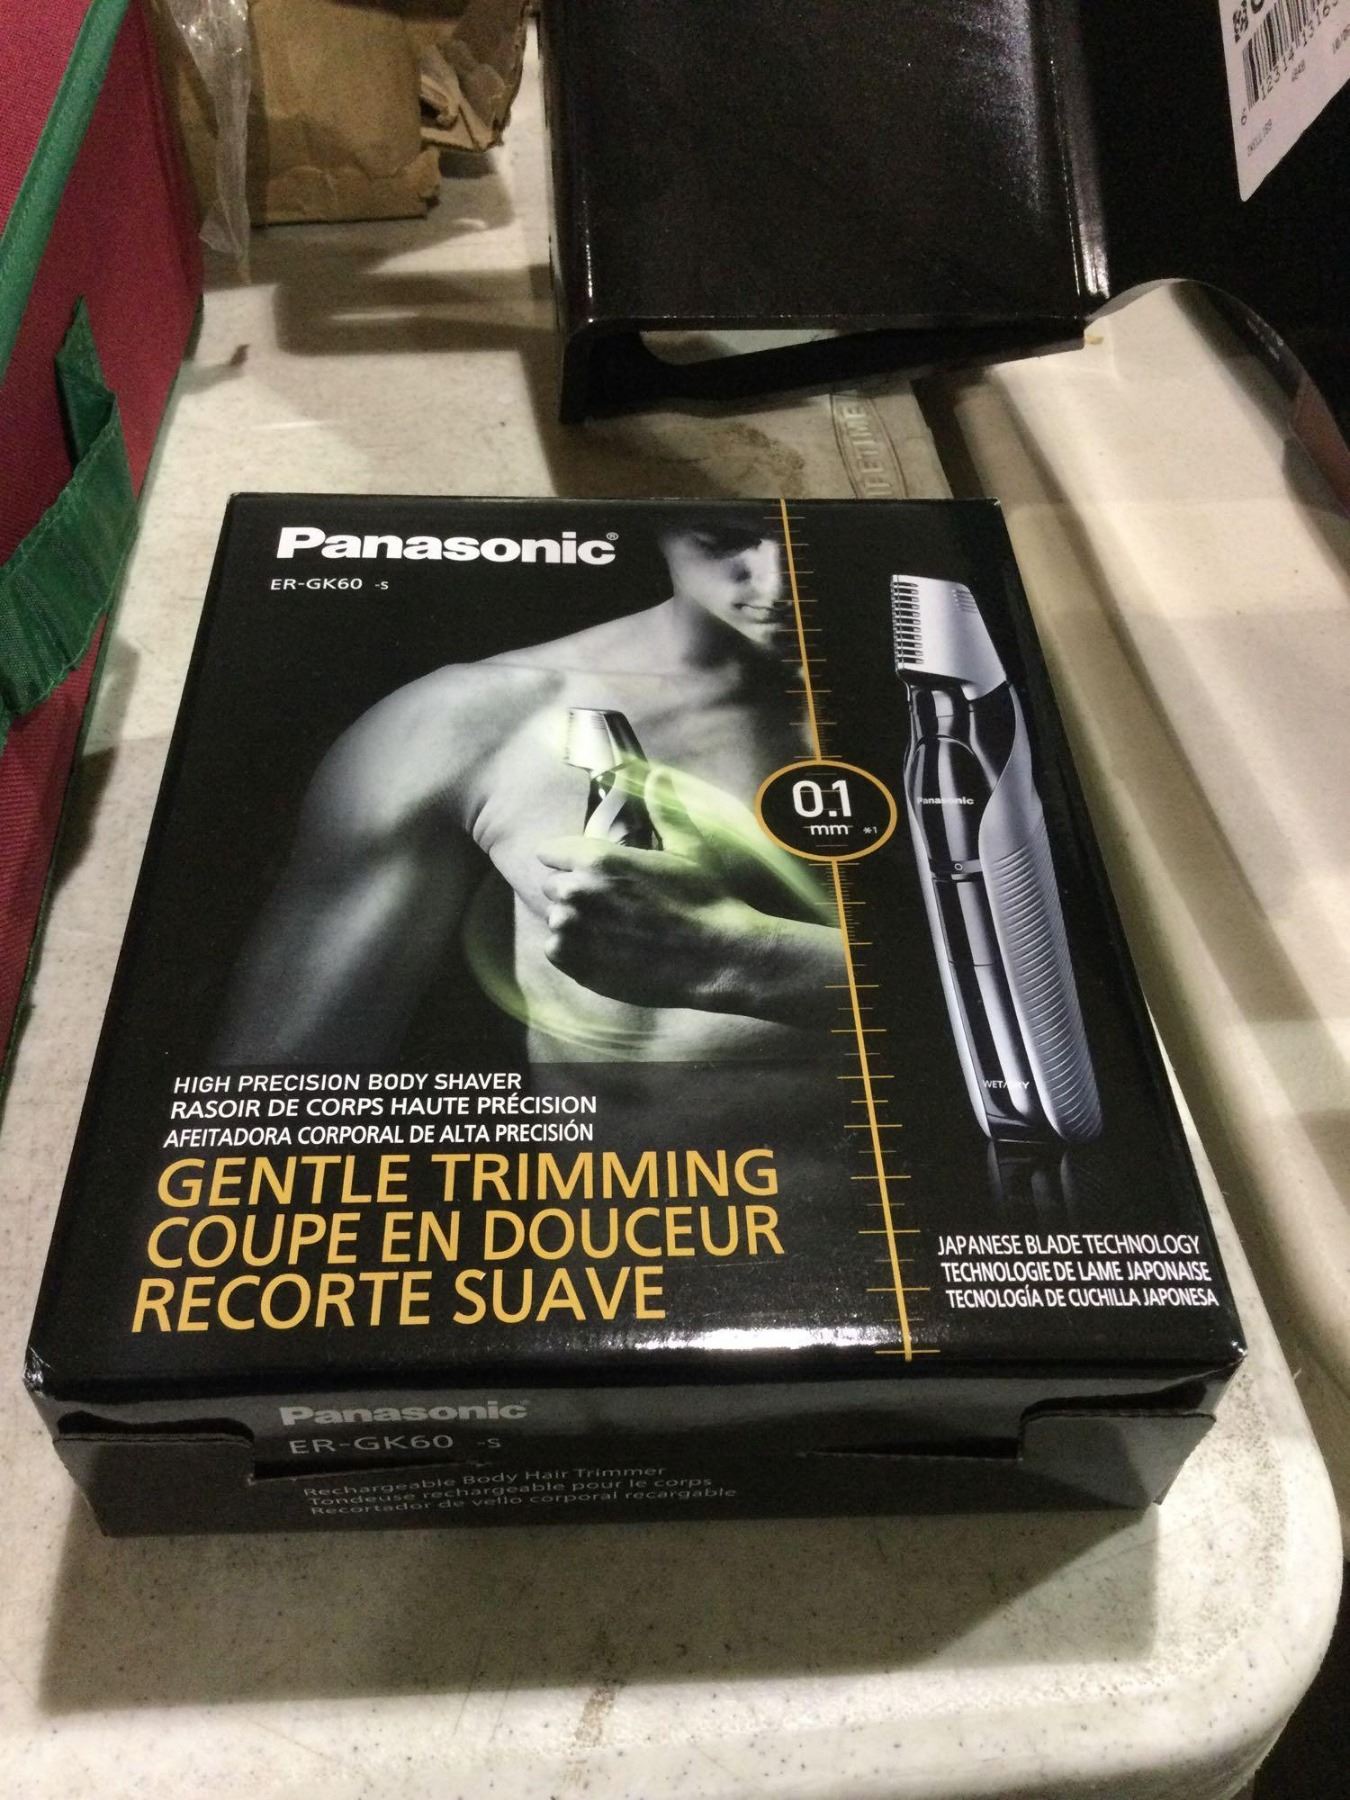 Panasonic®
ER-GK60 -S
0.1
mm *1
Panasonic
WET/DRY
HIGH PRECISION BODY SHAVER
RASOIR DE CORPS HAUTE PRÉCISION
AFEITADORA CORPORAL DE ALTA PRECISIÓN
GENTLE TRIMMING
COUPE EN DOUCEUR
RECORTE SUAVE
JAPANESE BLADE TECHNOLOGY
TECHNOLOGIE DE LAME JAPONAISE
TECNOLOGÍA DE CUCHILLA JAPONESA
Panasonic
ER-GK60 -S
Rechargeable Body Hair Trimmer
Tondeuse rechargeable pour le corps
Recortador de vello corporal recargable
LIFETIME